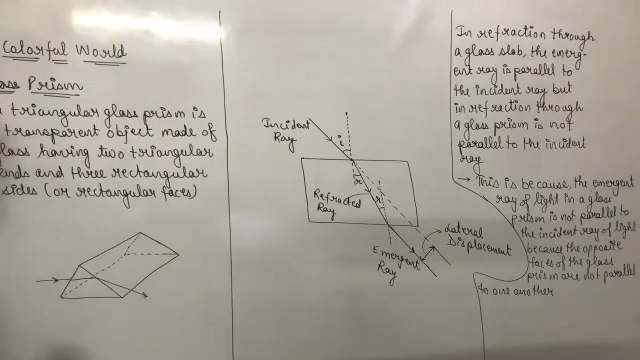 Colorful World
ass Prism
a triangular glass prism is
transparent object made of
lass having two triangular
ends and three rectangular
sides (or rectangular faces)
Incident
Ray
i
r
Refracted
Ray
Emergent
Ray
Lateral
Displacement
In refraction through
a glass slab, the emerg-
ent ray is parallel to
the incident ray but
in refraction through
a glass prism is not
parallel to the incident
ray
→ This is because, the emergent
ray of light in a glass
prism is not parallel to
the incident ray of light
because the opposite
faces of the glass
prism are not parallel
to one another